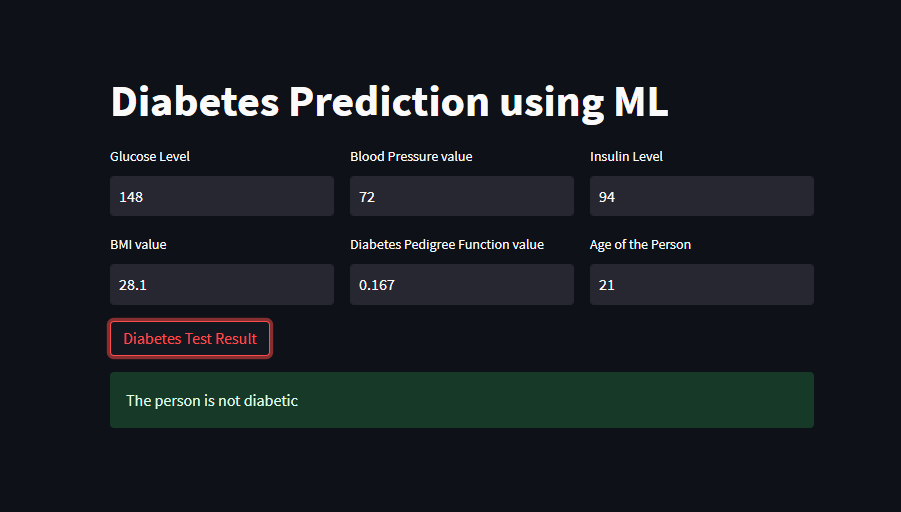 Diabetes Prediction using ML
Glucose Level
Blood Pressure value
Insulin Level
148
72
94
BMI value
Diabetes Pedigree Function value
Age of the Person
28.1
0.167
21
Diabetes Test Result
The person is not diabetic